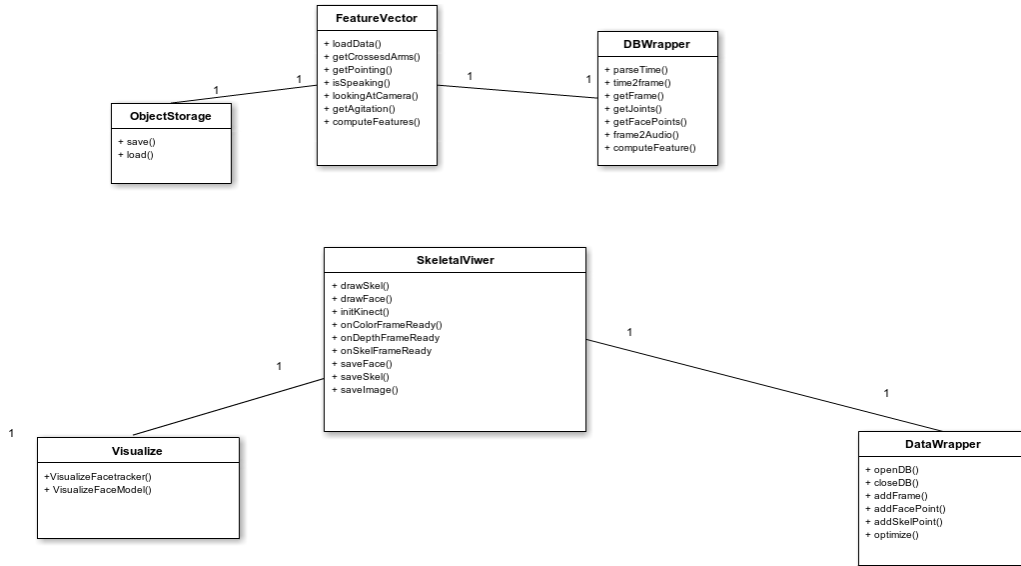 FeatureVector
+ loadData()
+ getCrossesdArms()
+ getPointing()
+ isSpeaking()
+ lookingAtCamera()
+ getAgitation()
+ computeFeatures()
DBWrapper
+ parseTime()
+ time2frame()
+ getFrame()
+ getJoints()
+ getFacePoints()
+ frame2Audio()
+ computeFeature()
1
1
1
1
ObjectStorage
+ save()
+ load()
SkeletalViwer
+ drawSkel()
+ drawFace()
+ initKinect()
+ onColorFrameReady()
+ onDepthFrameReady
+ onSkelFrameReady
+ saveFace()
+ saveSkel()
+ saveImage()
1
1
1
1
Visualize
+VisualizeFacetracker()
+ VisualizeFaceModel()
DataWrapper
+ openDB()
+ closeDB()
+ addFrame()
+ addFacePoint()
+ addSkelPoint()
+ optimize()